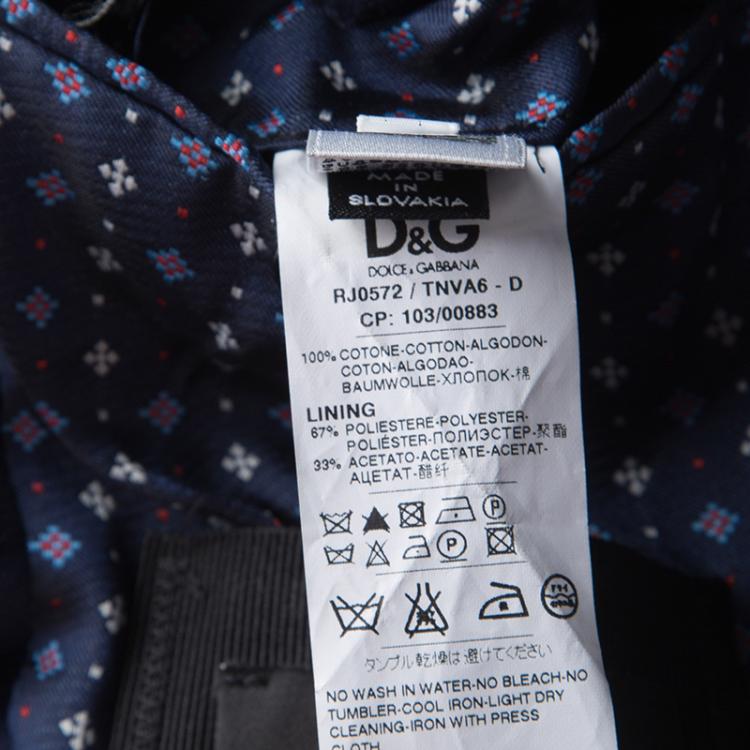 MADE
IN
SLOVAKIA
D&G
DOLCE & GABBANA
RJ0572 / TNVA6 - D
CP: 103/00883
100% COTONE-COTTON-ALGODON-
COTON-ALGODAO-
BAUMWOLLE-ХЛОПОК-棉
LINING
67% POLIESTERE-POLYESTER-
POLIÉSTER-ПОЛИЭСТЕР-聚酯
33% ACETATO-ACETATE-ACETAT-
АЦЕТАТ-醋纤
P
P
タンブル乾燥は避けてください
NO WASH IN WATER-NO BLEACH-NO
TUMBLER-COOL IRON-LIGHT DRY
CLEANING-IRON WITH PRESS
CLOTH